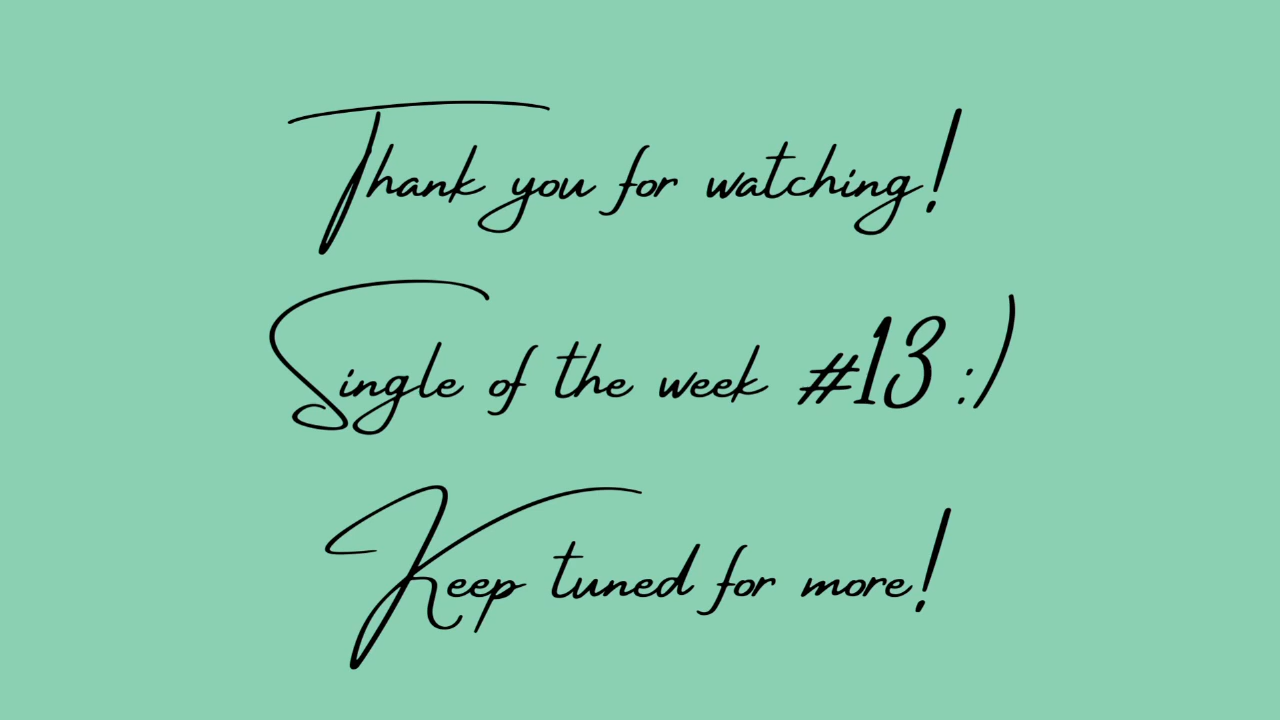 Thank you for watching!
Single of the week #13 :)
Keep tuned for more!